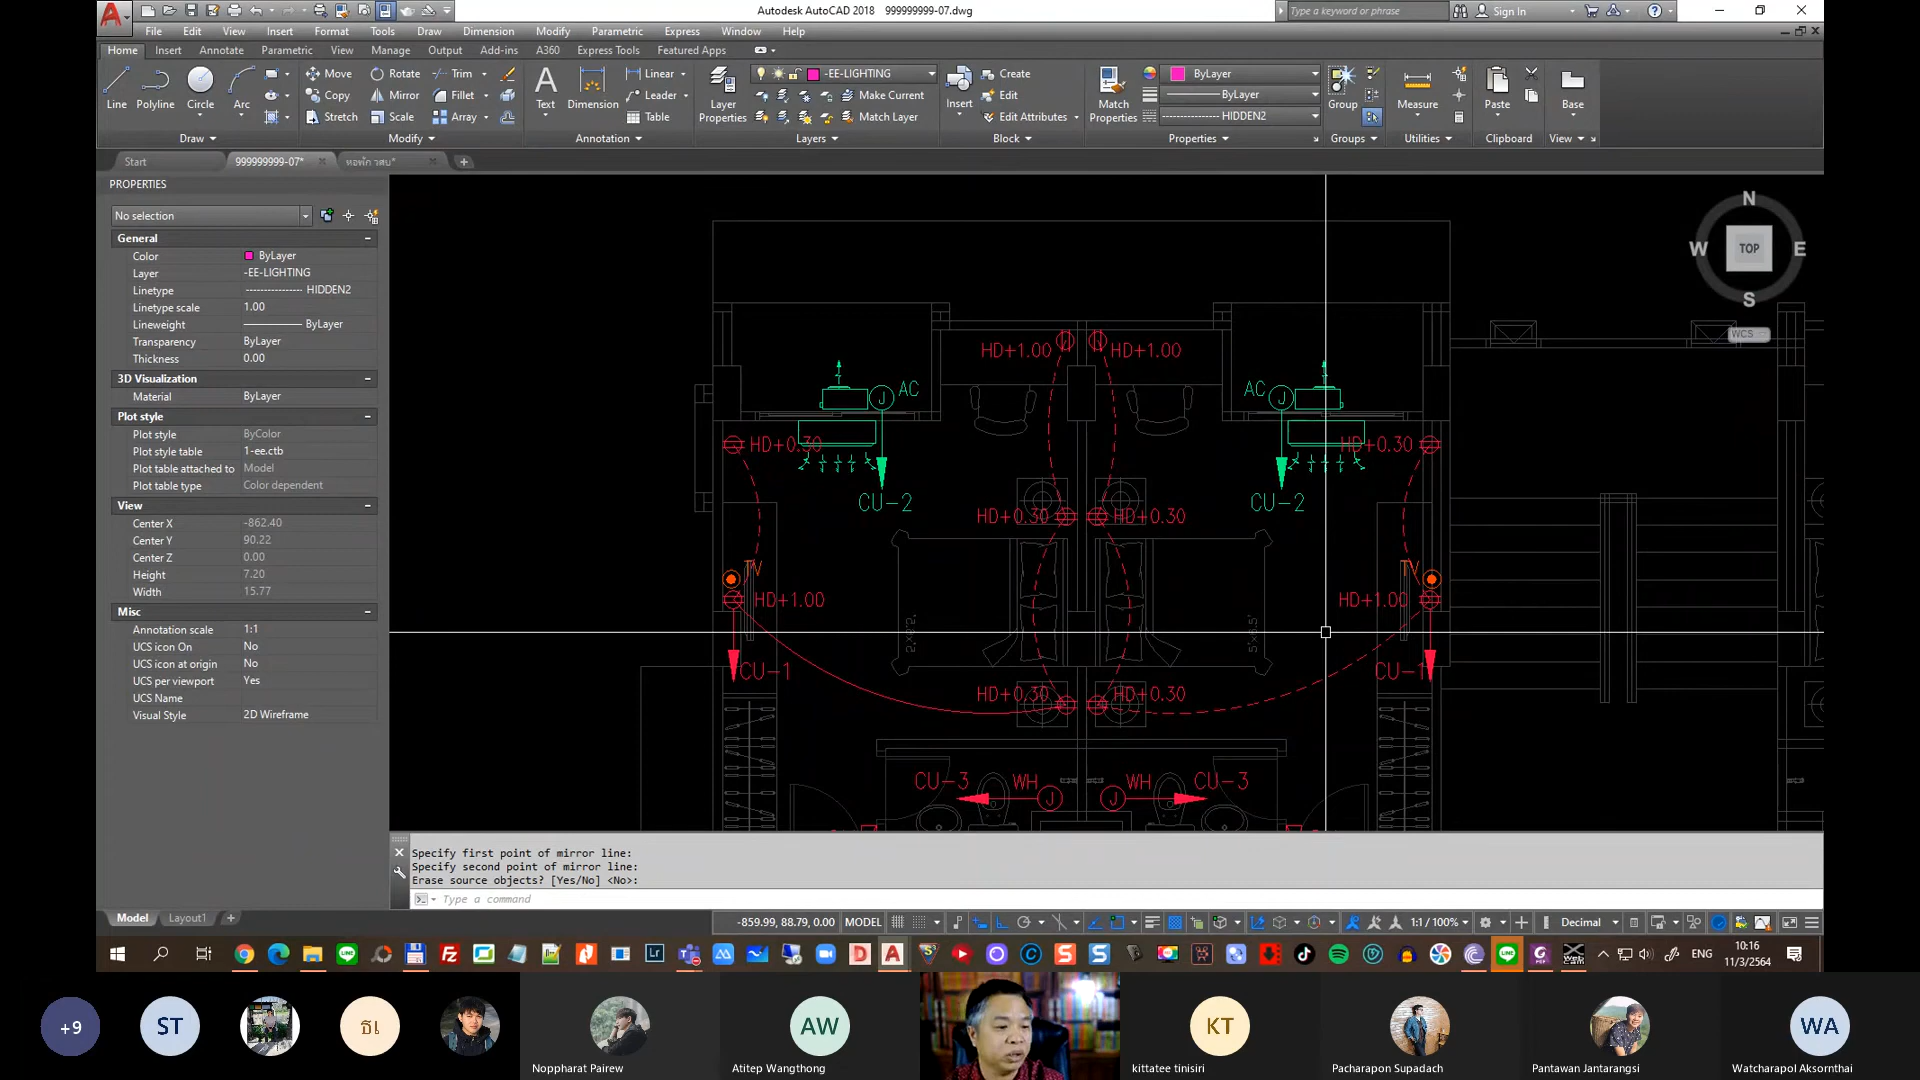 Autodesk AutoCAD 2018 999999999-07.dwg
Type a keyword or phrase
Sign In
File Edit View Insert Format Tools Draw Dimension Modify Parametric Express Window Help
Home Insert Annotate Parametric View Manage Output Add-ins A360 Express Tools Featured Apps
Line Polyline Circle Arc
Move Rotate Trim
Copy Mirror Fillet
Stretch Scale Array
Text Dimension
Linear
Leader
Table
Layer Properties
-EE-LIGHTING
Make Current
Match Layer
Insert
Create
Edit
Edit Attributes
Match Properties
ByLayer
ByLayer
HIDDEN2
Group
Measure
Paste
Base
Draw Modify Annotation Layers Block Properties Groups Utilities Clipboard View
Start 999999999-07* หอพัก วสบ*
PROPERTIES
No selection
General
Color ByLayer
Layer -EE-LIGHTING
Linetype HIDDEN2
Linetype scale 1.00
Lineweight ByLayer
Transparency ByLayer
Thickness 0.00
3D Visualization
Material ByLayer
Plot style
Plot style ByColor
Plot style table 1-ee.ctb
Plot table attached to Model
Plot table type Color dependent
View
Center X -862.40
Center Y 90.22
Center Z 0.00
Height 7.20
Width 15.77
Misc
Annotation scale 1:1
UCS icon On No
UCS icon at origin No
UCS per viewport Yes
UCS Name
Visual Style 2D Wireframe
N
W TOP E
S
WCS
HD+1.00 HD+1.00
J AC AC J
HD+0.30 HD+0.30
CU-2 CU-2
HD+0.30 HD+0.30
TV TV
HD+1.00 HD+1.00
5'x6.5'
CU-1 CU-1
HD+0.30 HD+0.30
CU-3 WH WH CU-3
J J
Specify first point of mirror line:
Specify second point of mirror line:
Erase source objects? [Yes/No] <No>:
Type a command
Model Layout1
-859.99, 88.79, 0.00 MODEL 1:1 / 100% Decimal
ENG
10:16
11/3/2564
+9 ST ธเ AW KT WA
Noppharat Pairew Atitep Wangthong kittatee tinisiri Pacharapon Supadach Pantawan Jantarangsi Watcharapol Aksornthai